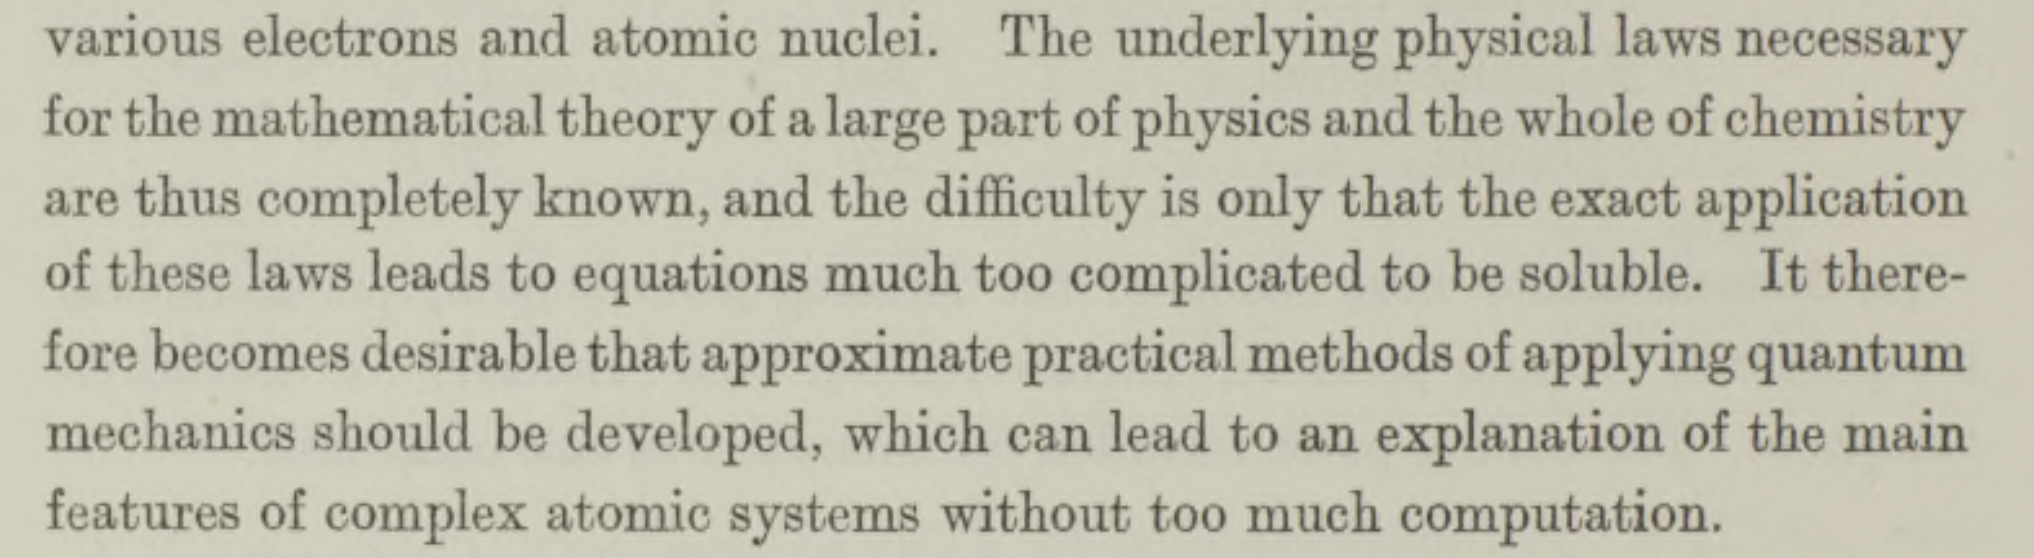 various electrons and atomic nuclei. The underlying physical laws necessary
for the mathematical theory of a large part of physics and the whole of chemistry
are thus completely known, and the difficulty is only that the exact application
of these laws leads to equations much too complicated to be soluble. It there-
fore becomes desirable that approximate practical methods of applying quantum
mechanics should be developed, which can lead to an explanation of the main
features of complex atomic systems without too much computation.